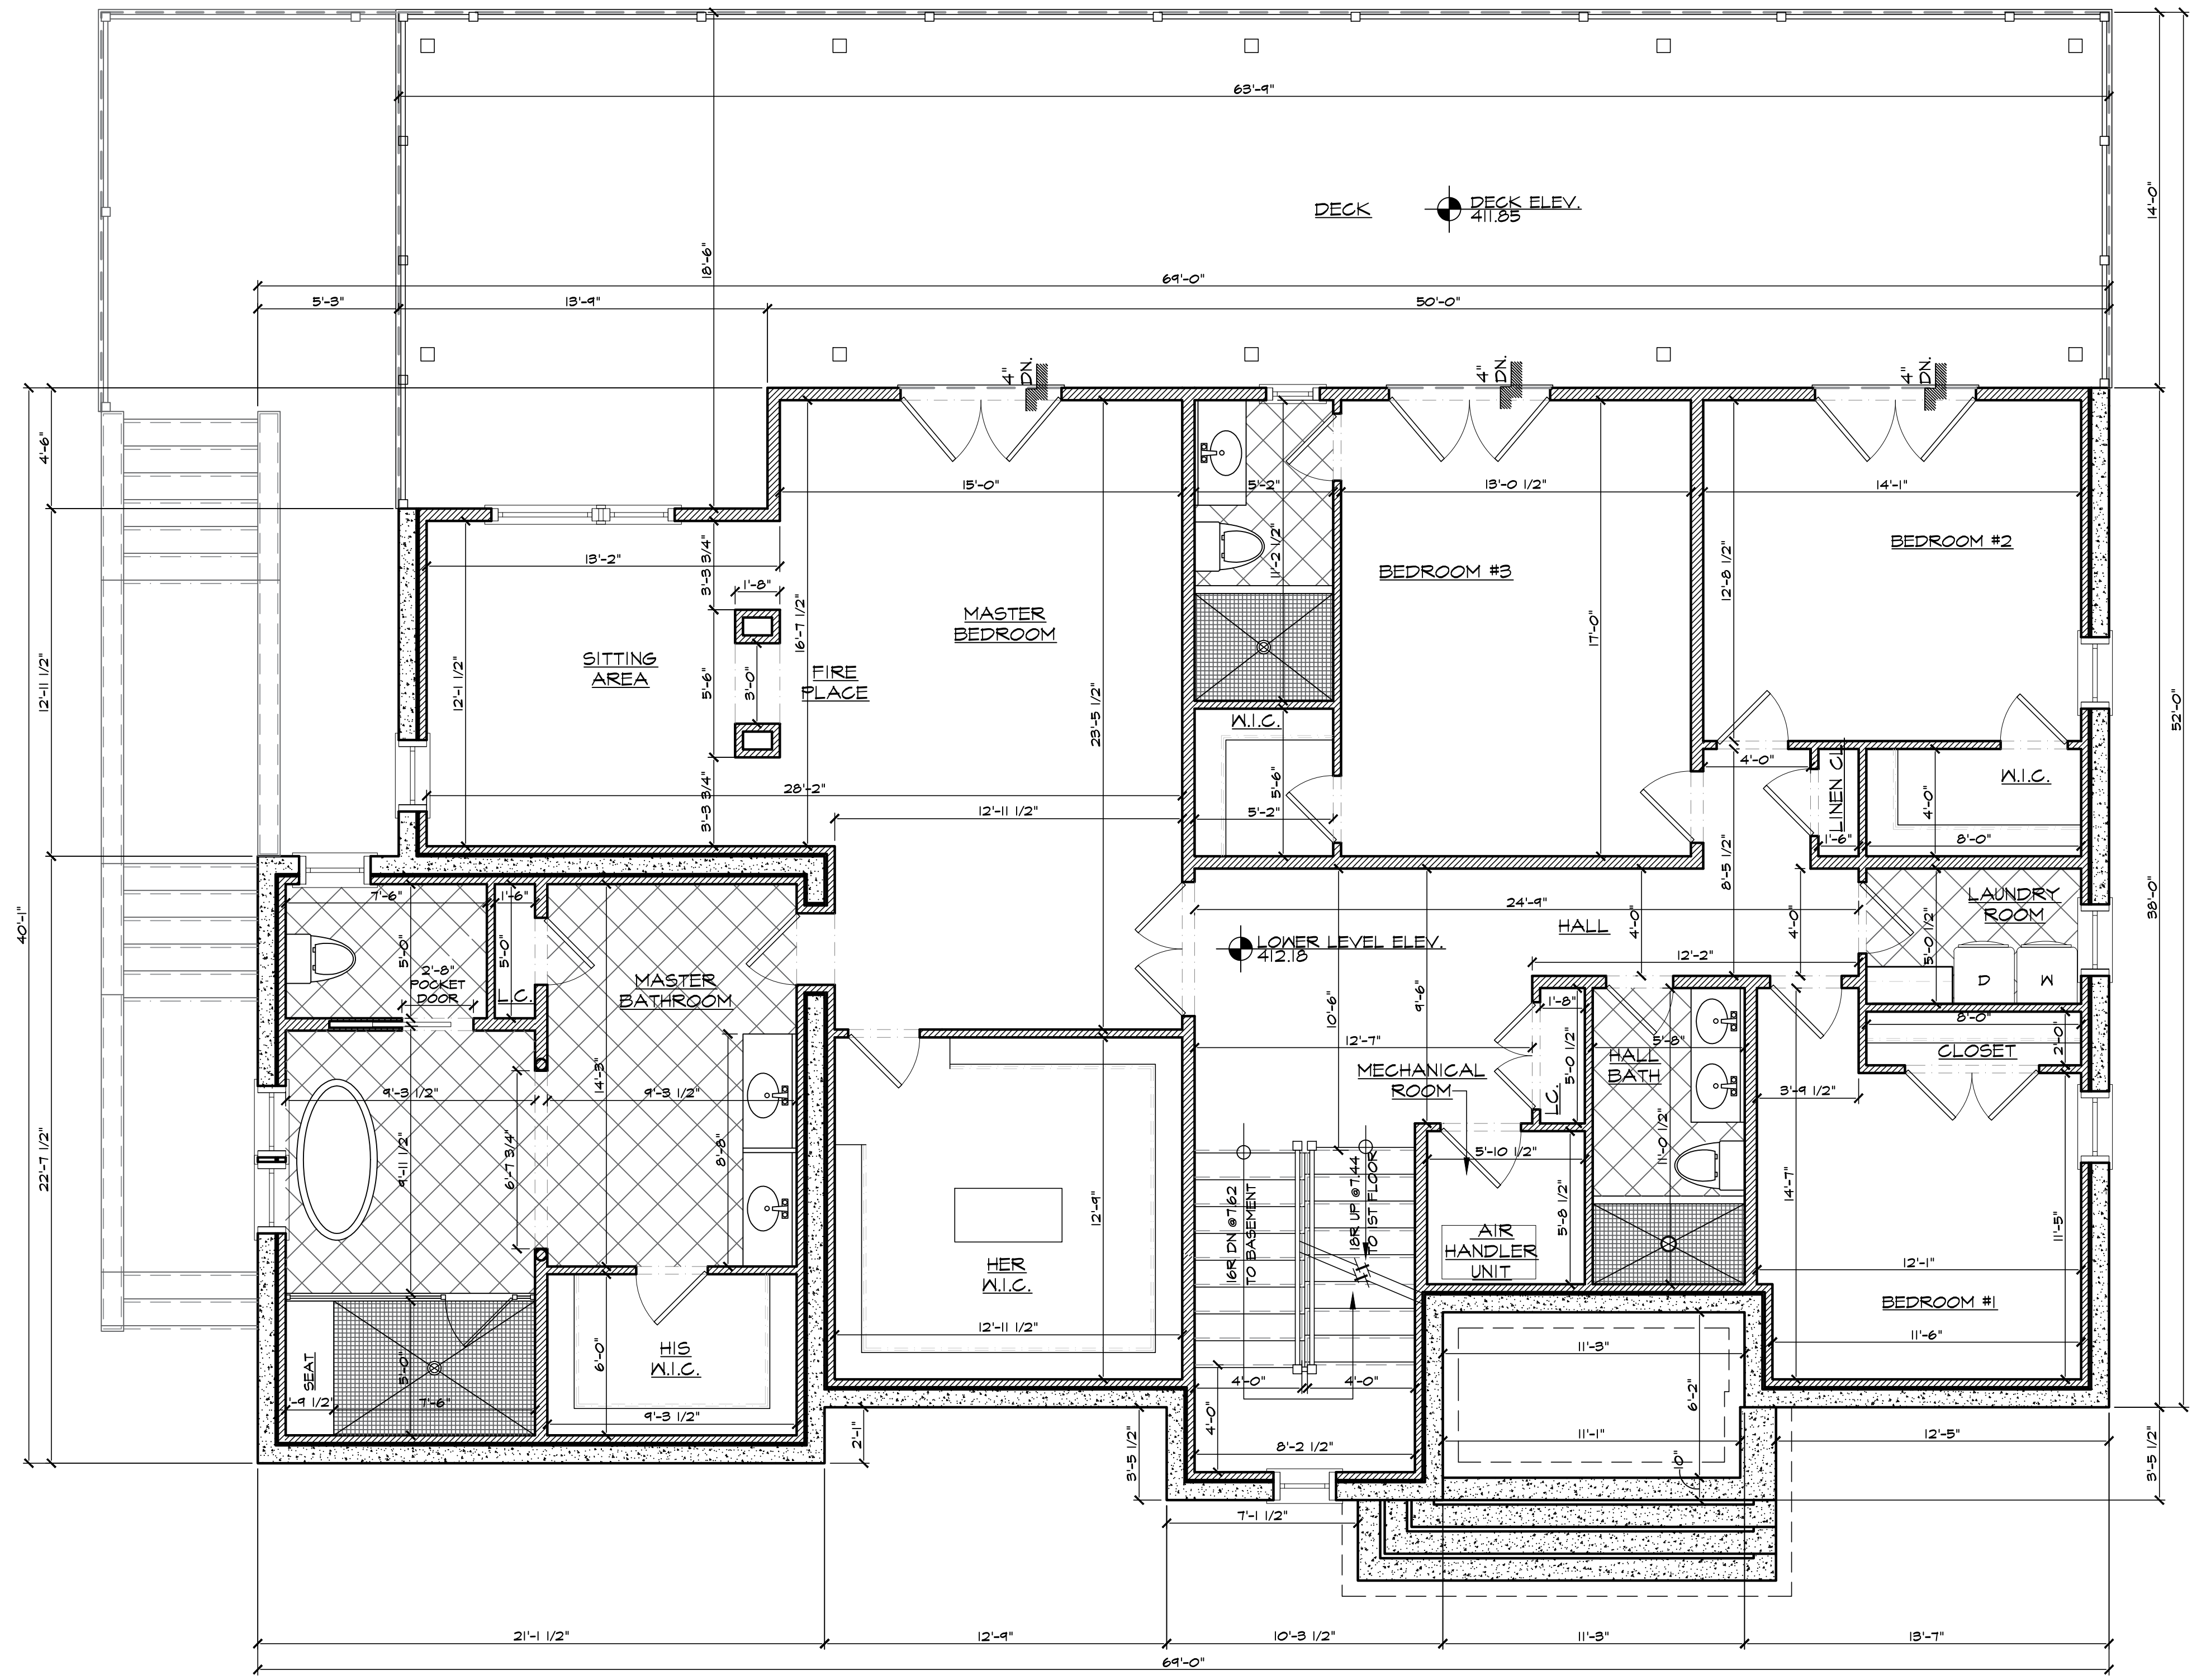 63'-9"
DECK
DECK ELEV.
411.85
14'-0"
18'-6"
69'-0"
5'-3"
13'-9"
50'-0"
4"
DN.
4"
DN.
4"
DN.
4'-6"
15'-0"
5'-2"
13'-0 1/2"
14'-1"
13'-2"
3'-3 3/4"
11'-2 1/2"
BEDROOM #2
BEDROOM #3
12'-8 1/2"
1'-8"
16'-7 1/2"
MASTER
BEDROOM
17'-0"
SITTING
AREA
12'-1 1/2"
5'-6"
3'-0"
FIRE
PLACE
12'-11 1/2"
23'-5 1/2"
52'-0"
W.I.C.
4'-0"
LINEN CL.
W.I.C.
28'-2"
3'-3 3/4"
12'-11 1/2"
5'-6"
5'-2"
4'-0"
1'-6"
8'-0"
8'-5 1/2"
40'-1"
38'-0"
7'-6"
1'-6"
24'-9"
HALL
4'-0"
4'-0"
LAUNDRY
ROOM
5'-0 1/2"
LOWER LEVEL ELEV.
412.18
5'-0"
5'-0"
2'-8"
POCKET
DOOR
L.C.
MASTER
BATHROOM
12'-2"
D
W
10'-6"
9'-6"
1'-8"
8'-0"
12'-7"
5'-0 1/2"
5'-8"
HALL
BATH
CLOSET
2'-0"
MECHANICAL
ROOM
L.C.
3'-9 1/2"
9'-3 1/2"
14'-3"
9'-3 1/2"
22'-7 1/2"
9'-11 1/2"
6'-7 3/4"
8'-8"
5'-10 1/2"
11'-0 1/2"
14'-7"
12'-9"
16R DN @7.62
TO BASEMENT
18R UP @7.44
TO 1ST FLOOR
5'-8 1/2"
11'-5"
AIR
HANDLER
UNIT
HER
W.I.C.
12'-1"
BEDROOM #1
12'-11 1/2"
11'-6"
SEAT
5'-0"
6'-0"
HIS
W.I.C.
11'-3"
4'-0"
4'-0"
6'-2"
7'-6"
9'-3 1/2"
2'-1"
4'-0"
8'-2 1/2"
11'-1"
12'-5"
3'-5 1/2"
10"
3'-5 1/2"
7'-1 1/2"
21'-1 1/2"
12'-9"
10'-3 1/2"
11'-3"
13'-7"
69'-0"